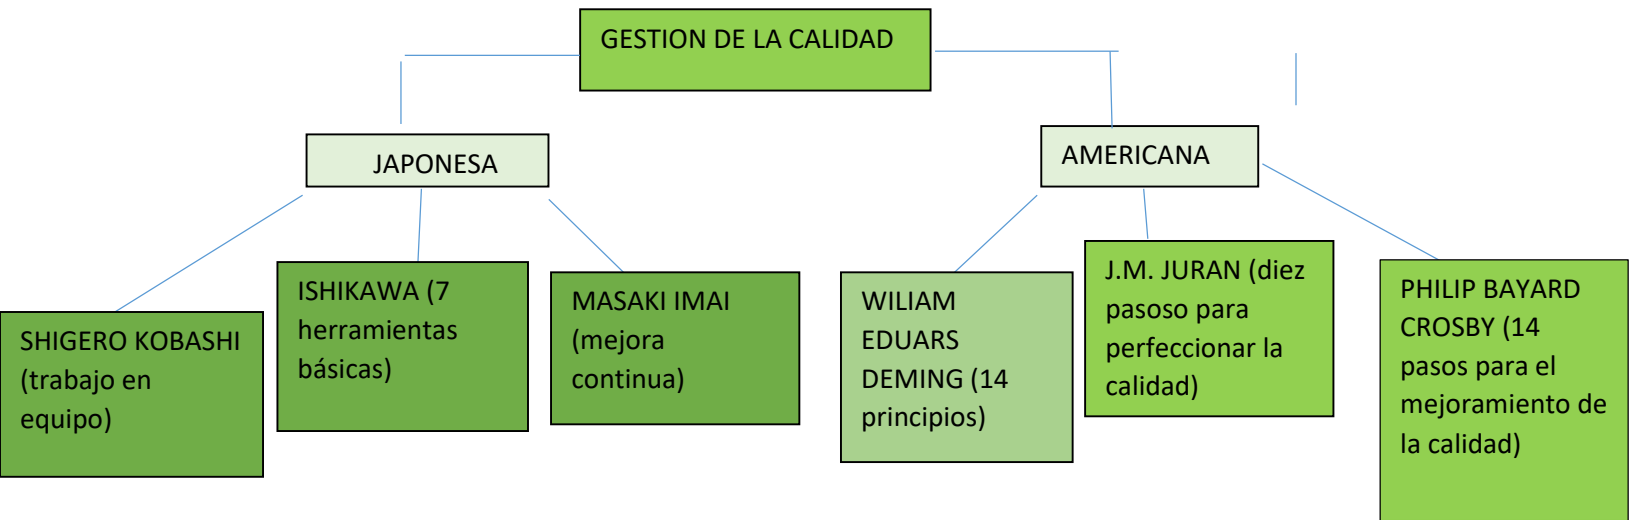 GESTION DE LA CALIDAD
JAPONESA
AMERICANA
SHIGERO KOBASHI
(trabajo en
equipo)
ISHIKAWA (7
herramientas
básicas)
MASAKI IMAI
(mejora
continua)
WILIAM
EDUARS
DEMING (14
principios)
J.M. JURAN (diez
pasoso para
perfeccionar la
calidad)
PHILIP BAYARD
CROSBY (14
pasos para el
mejoramiento de
la calidad)